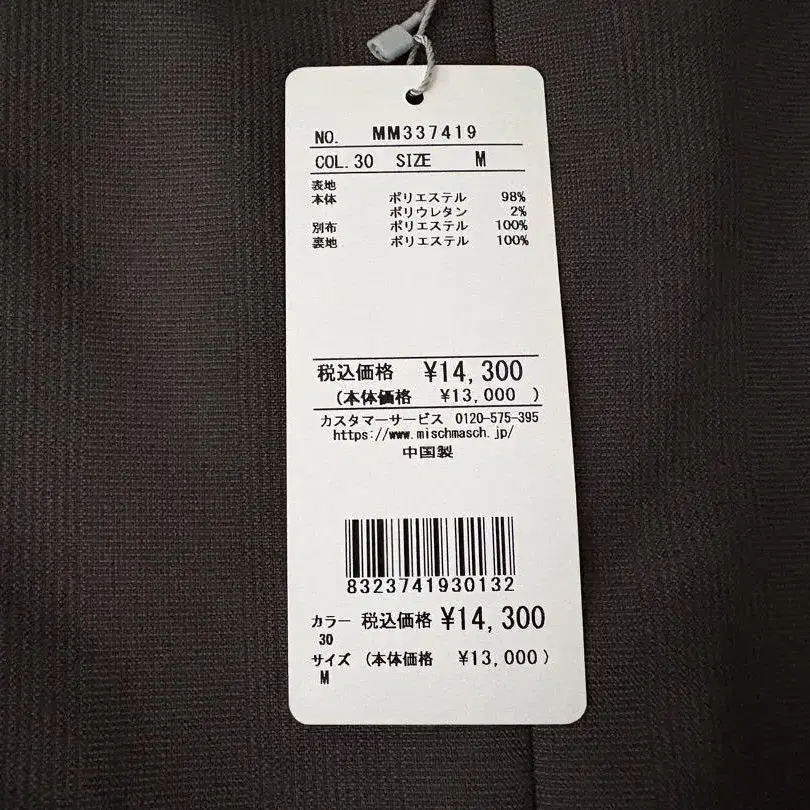 NO. MM337419
COL.30 SIZE M
表地
本体 ポリエステル 98%
ポリウレタン 2%
別布 ポリエステル 100%
裏地 ポリエステル 100%
税込価格 ¥14,300
(本体価格 ¥13,000 )
カスタマーサービス 0120-575-395
https://www.mischmasch.jp/
中国製
8323741930132
カラー 税込価格 ¥14,300
30
サイズ (本体価格 ¥13,000)
M